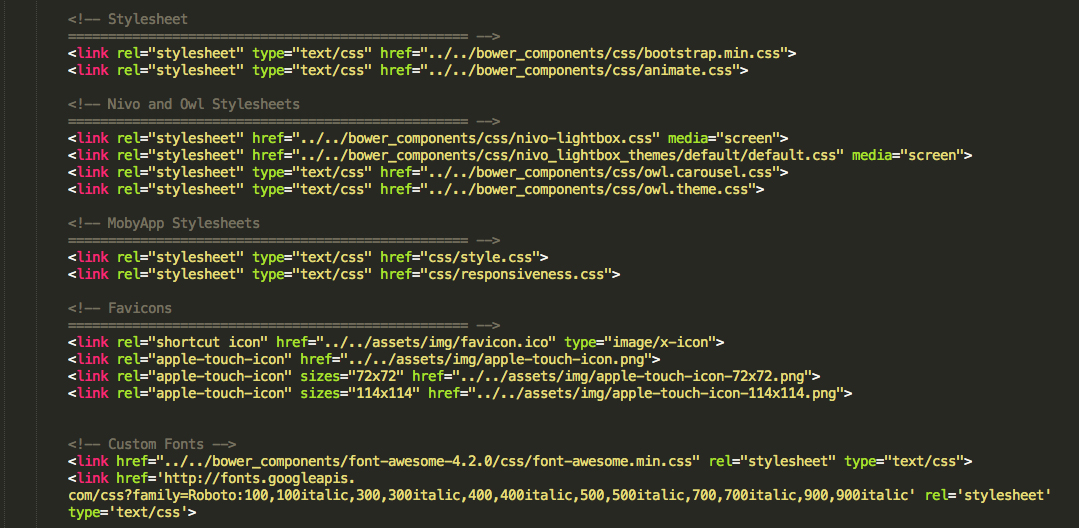 <!-- Stylesheet
================================================== -->
<link rel="stylesheet" type="text/css" href="../../bower_components/css/bootstrap.min.css">
<link rel="stylesheet" type="text/css" href="../../bower_components/css/animate.css">
<!-- Nivo and Owl Stylesheets
================================================== -->
<link rel="stylesheet" href="../../bower_components/css/nivo-lightbox.css" media="screen">
<link rel="stylesheet" href="../../bower_components/css/nivo_lightbox_themes/default/default.css" media="screen">
<link rel="stylesheet" type="text/css" href="../../bower_components/css/owl.carousel.css">
<link rel="stylesheet" type="text/css" href="../../bower_components/css/owl.theme.css">
<!-- MobyApp Stylesheets
================================================== -->
<link rel="stylesheet" type="text/css" href="css/style.css">
<link rel="stylesheet" type="text/css" href="css/responsiveness.css">
<!-- Favicons
================================================== -->
<link rel="shortcut icon" href="../../assets/img/favicon.ico" type="image/x-icon">
<link rel="apple-touch-icon" href="../../assets/img/apple-touch-icon.png">
<link rel="apple-touch-icon" sizes="72x72" href="../../assets/img/apple-touch-icon-72x72.png">
<link rel="apple-touch-icon" sizes="114x114" href="../../assets/img/apple-touch-icon-114x114.png">
<!-- Custom Fonts -->
<link href="../../bower_components/font-awesome-4.2.0/css/font-awesome.min.css" rel="stylesheet" type="text/css">
<link href='http://fonts.googleapis.
com/css?family=Roboto:100,100italic,300,300italic,400,400italic,500,500italic,700,700italic,900,900italic' rel='stylesheet'
type='text/css'>